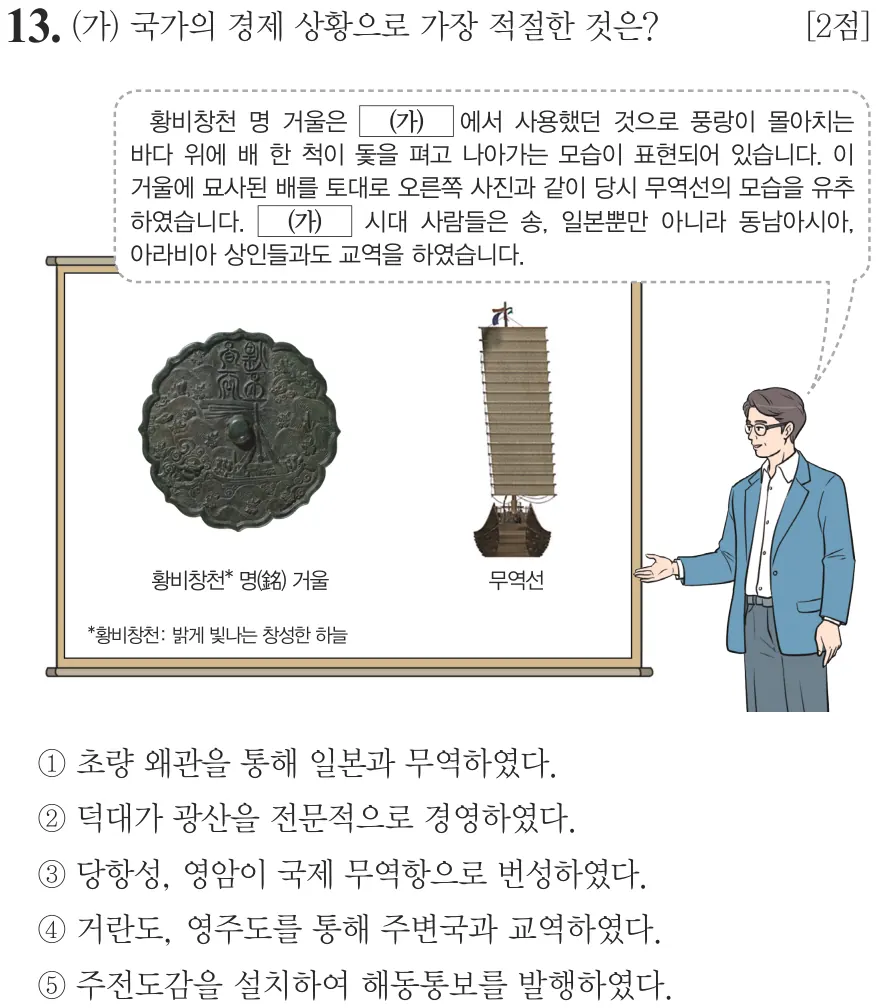 13. (가) 국가의 경제 상황으로 가장 적절한 것은? [2점]
황비창천 명 거울은 (가) 에서 사용했던 것으로 풍랑이 몰아치는
바다 위에 배 한 척이 돛을 펴고 나아가는 모습이 표현되어 있습니다. 이
거울에 묘사된 배를 토대로 오른쪽 사진과 같이 당시 무역선의 모습을 유추
하였습니다. (가) 시대 사람들은 송, 일본뿐만 아니라 동남아시아,
아라비아 상인들과도 교역을 하였습니다.
황비창천* 명(銘) 거울
무역선
*황비창천: 밝게 빛나는 창성한 하늘
① 초량 왜관을 통해 일본과 무역하였다.
② 덕대가 광산을 전문적으로 경영하였다.
③ 당항성, 영암이 국제 무역항으로 번성하였다.
④ 거란도, 영주도를 통해 주변국과 교역하였다.
⑤ 주전도감을 설치하여 해동통보를 발행하였다.